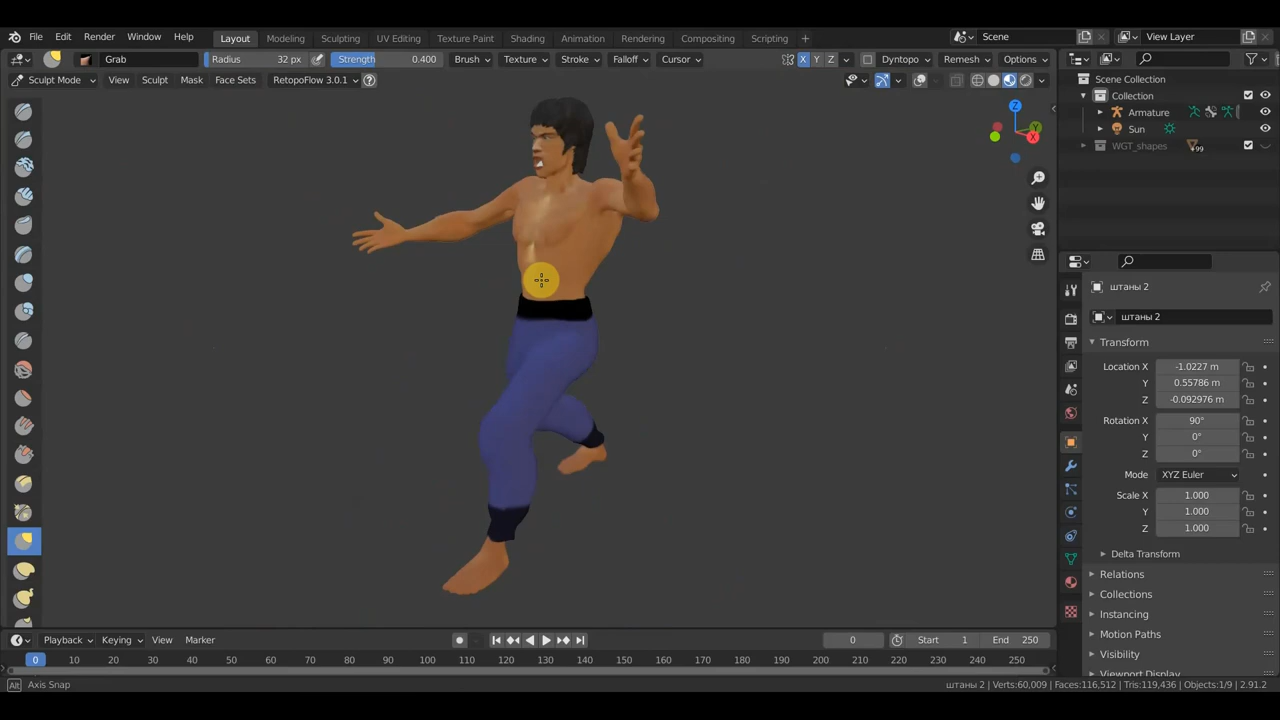 File Edit Render Window Help Layout Modeling Sculpting UV Editing Texture Paint Shading Animation Rendering Compositing Scripting + Scene View Layer
Grab Radius 32 px Strength 0.400 Brush Texture Stroke Falloff Cursor X Y Z Dyntopo Remesh Options
Sculpt Mode View Sculpt Mask Face Sets RetopoFlow 3.0.1 ?
Scene Collection
Collection
Armature
Sun
WGT_shapes +99
Z
Y
X
штаны 2
штаны 2
Transform
Location X -1.0227 m
Y 0.55786 m
Z -0.092976 m
Rotation X 90°
Y 0°
Z 0°
Mode XYZ Euler
Scale X 1.000
Y 1.000
Z 1.000
Delta Transform
Relations
Collections
Instancing
Motion Paths
Visibility
Viewport Display
Playback Keying View Marker 0 Start 1 End 250
0 10 20 30 40 50 60 70 80 90 100 110 120 130 140 150 160 170 180 190 200 210 220 230 240 250
Alt Axis Snap штаны 2 | Verts:60,009 | Faces:116,512 | Tris:119,436 | Objects:1/9 | 2.91.2